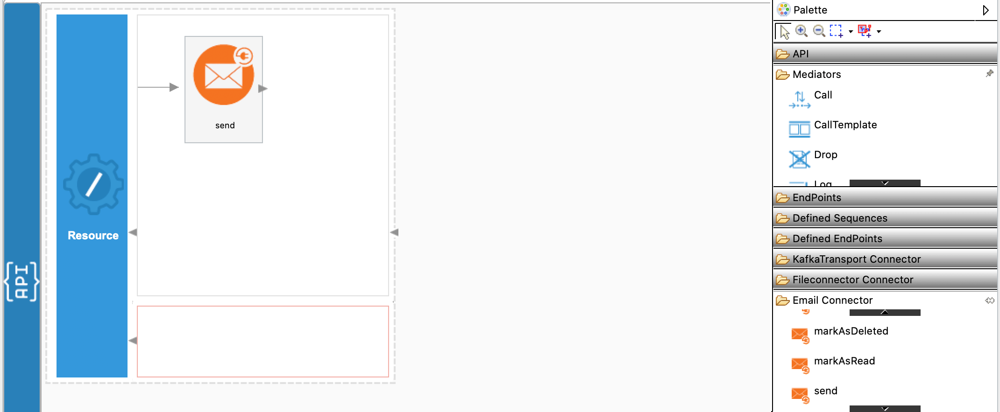 API
Resource
send
Palette
API
Mediators
Call
CallTemplate
Drop
Log
EndPoints
Defined Sequences
Defined EndPoints
KafkaTransport Connector
Fileconnector Connector
Email Connector
markAsDeleted
markAsRead
send